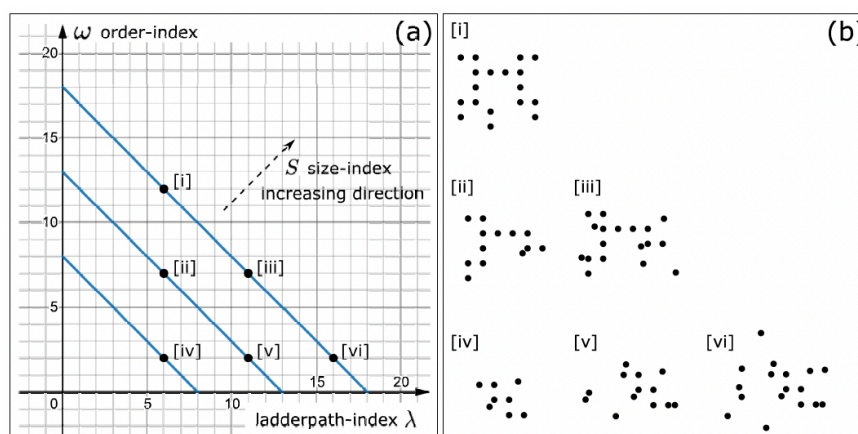 ω order-index
(a)
20
15
10
5
0
[i]
S size-index
increasing direction
[ii]
[iii]
[iv]
[v]
[vi]
0
5
10
15
20
ladderpath-index λ
[i]
(b)
[ii]
[iii]
[iv]
[v]
[vi]